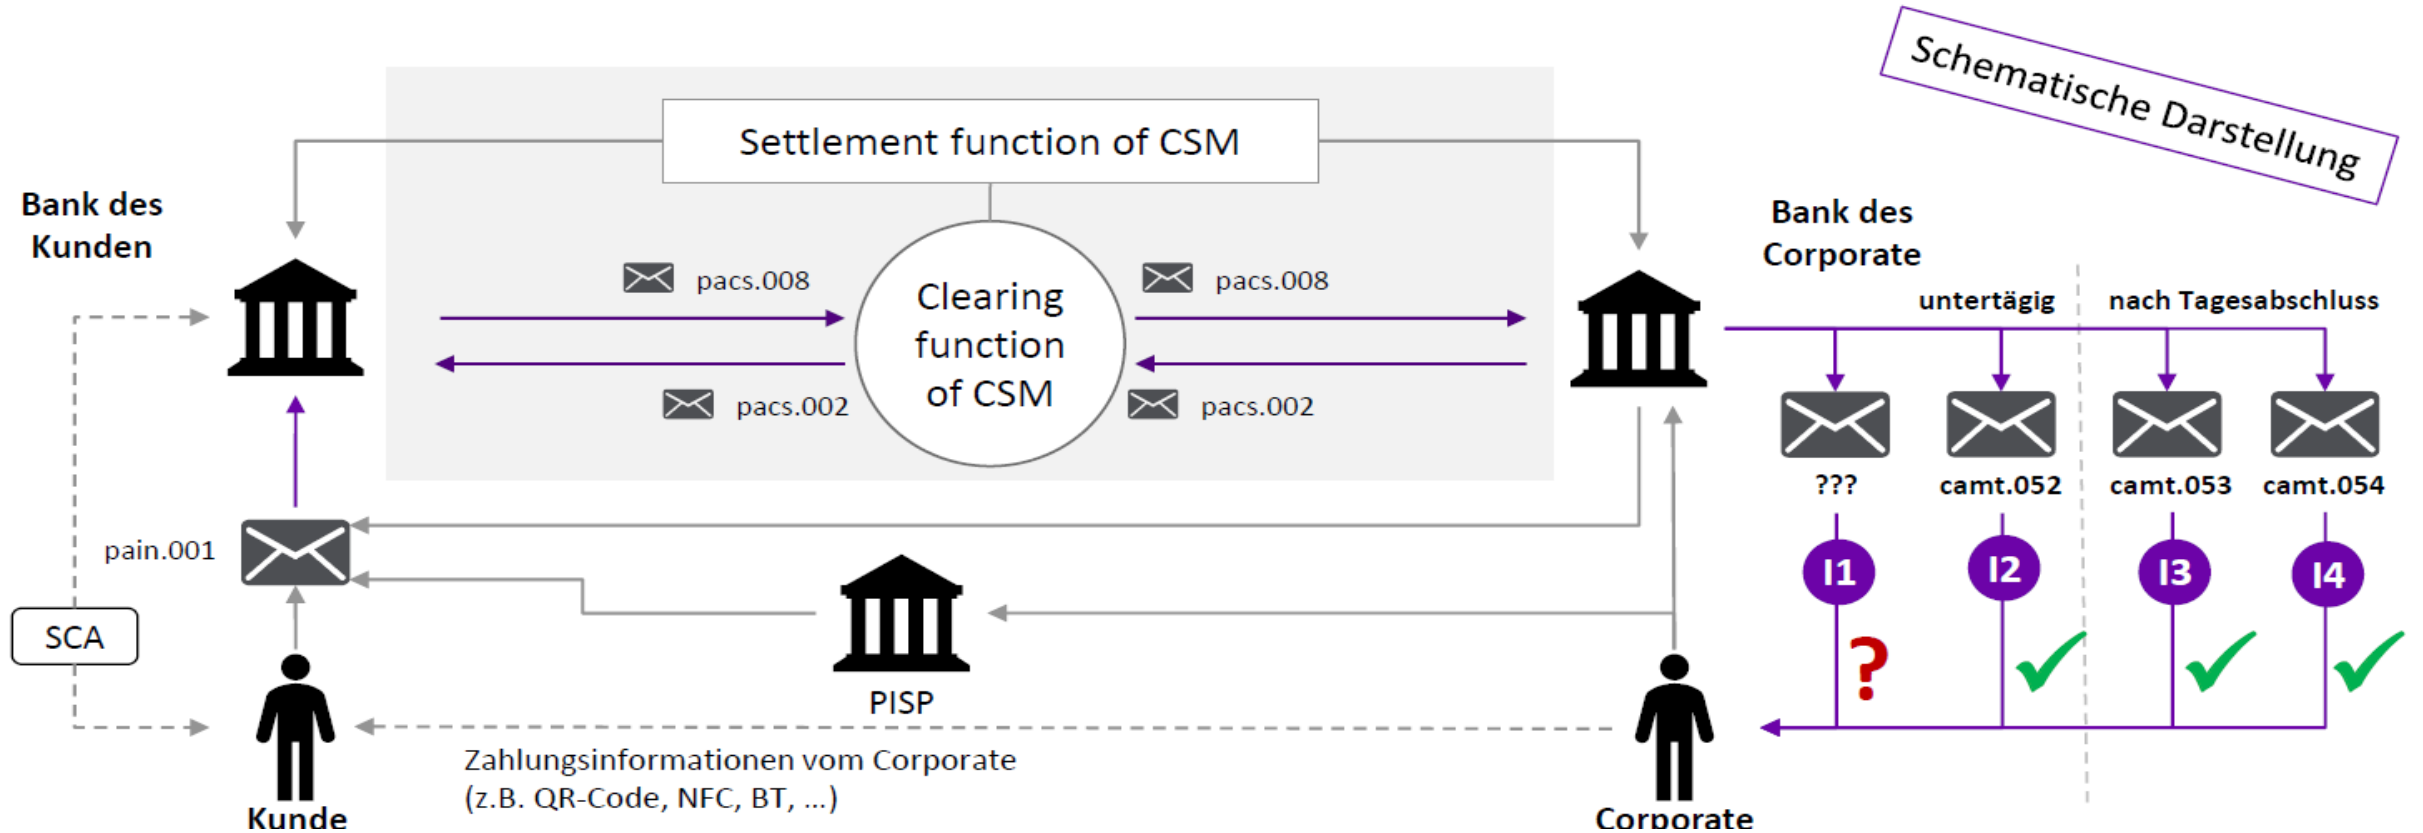 Schematische Darstellung
Settlement function of CSM
Bank des
Kunden
Bank des
Corporate
pacs.008
pacs.008
Clearing
function
of CSM
untertägig
nach Tagesabschluss
pacs.002
pacs.002
???
camt.052
camt.053
camt.054
pain.001
I1
I2
I3
I4
SCA
?
PISP
Zahlungsinformationen vom Corporate
(z.B. QR-Code, NFC, BT, ...)
Kunde
Corporate